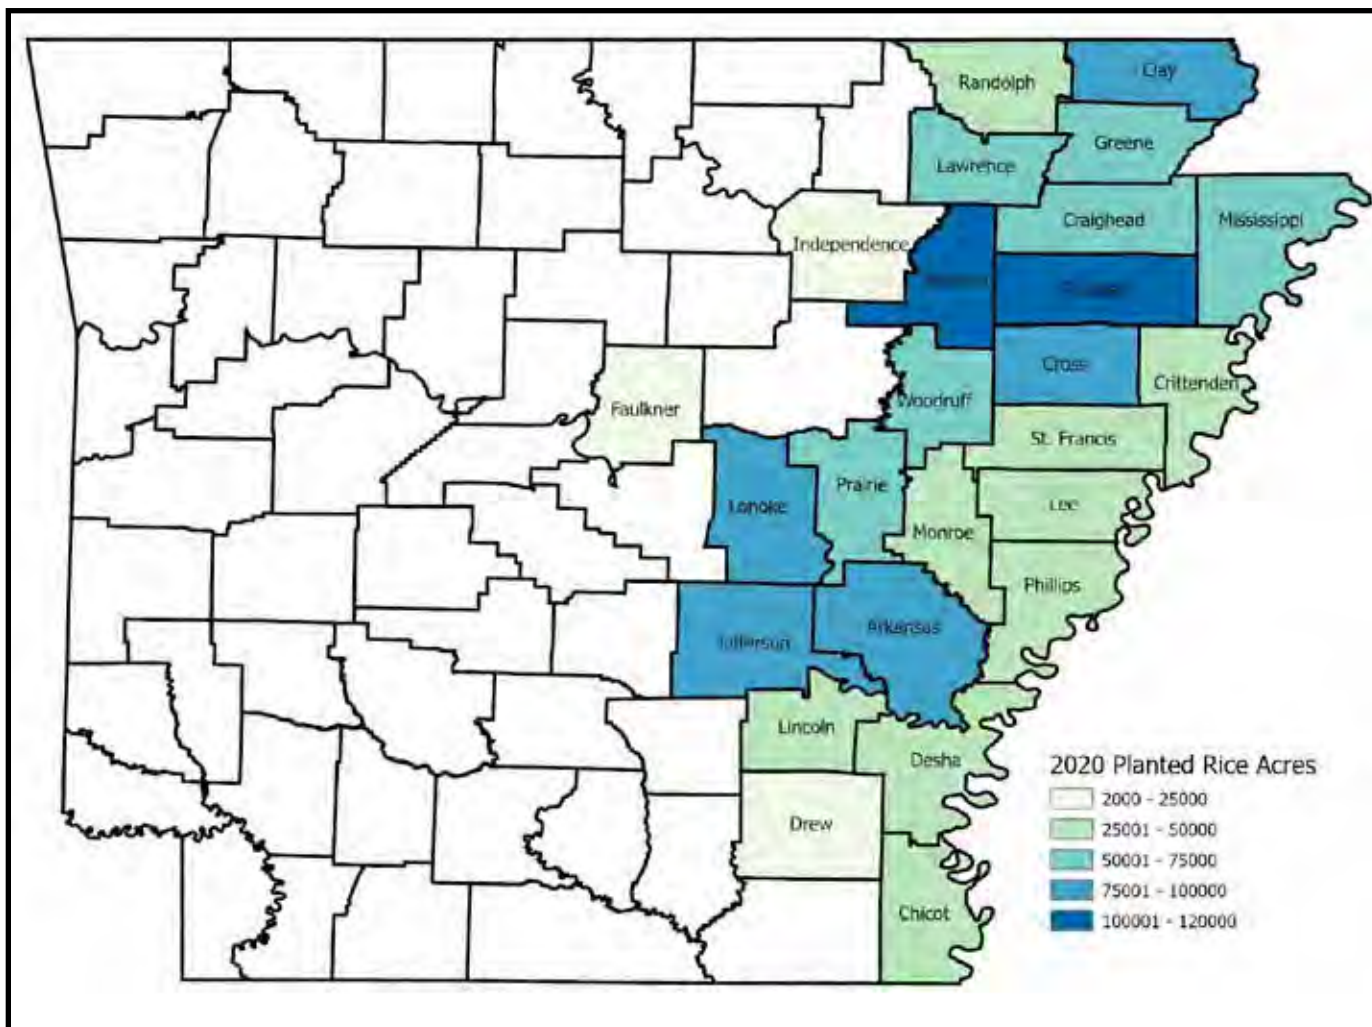 Clay
Randolph
Greene
Lawrence
Craighead
Mississippi
Independence
Cross
Crittenden
Woodruff
Faulkner
St. Francis
Prairie
Lonoke
Lee
Monroe
Phillips
Arkansas
Jefferson
Lincoln
Desha
Drew
Chicot
2020 Planted Rice Acres
2000 - 25000
25001 - 50000
50001 - 75000
75001 - 100000
100001 - 120000